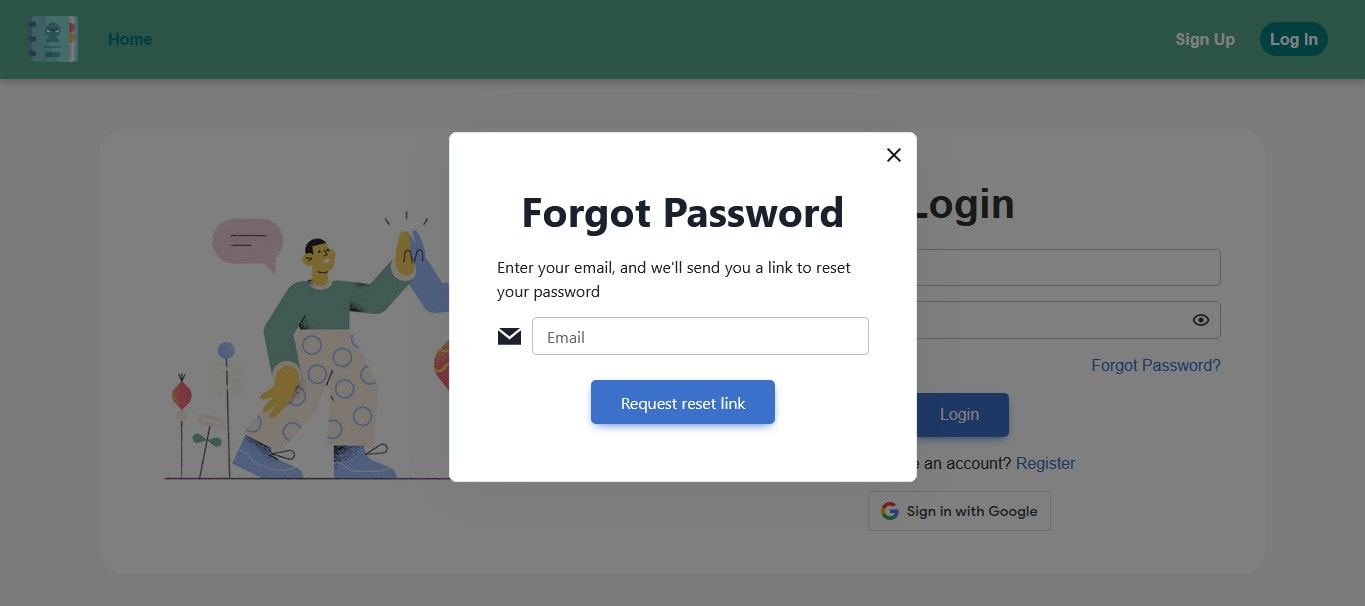 Home
Sign Up
Log In
Forgot Password
Enter your email, and we'll send you a link to reset
your password
Email
Request reset link
Login
Forgot Password?
Login
an account? Register
Sign in with Google